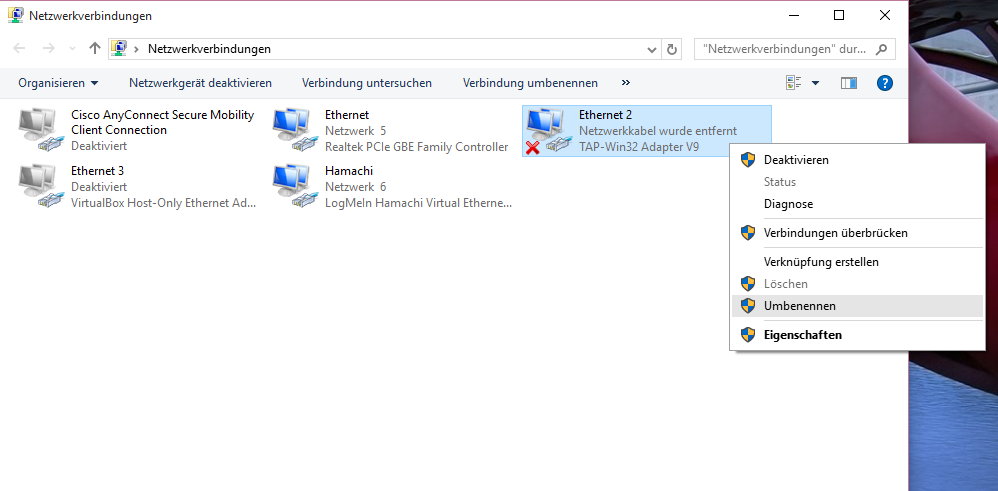 Netzwerkverbindungen
Netzwerkverbindungen
"Netzwerkverbindungen" dur...
Organisieren
Netzwerkgerät deaktivieren
Verbindung untersuchen
Verbindung umbenennen
»
?
Cisco AnyConnect Secure Mobility
Client Connection
Deaktiviert
Ethernet
Netzwerk 5
Realtek PCIe GBE Family Controller
Ethernet 2
Netzwerkkabel wurde entfernt
TAP-Win32 Adapter V9
Ethernet 3
Deaktiviert
VirtualBox Host-Only Ethernet Ad...
Hamachi
Netzwerk 6
LogMeIn Hamachi Virtual Etherne...
Deaktivieren
Status
Diagnose
Verbindungen überbrücken
Verknüpfung erstellen
Löschen
Umbenennen
Eigenschaften